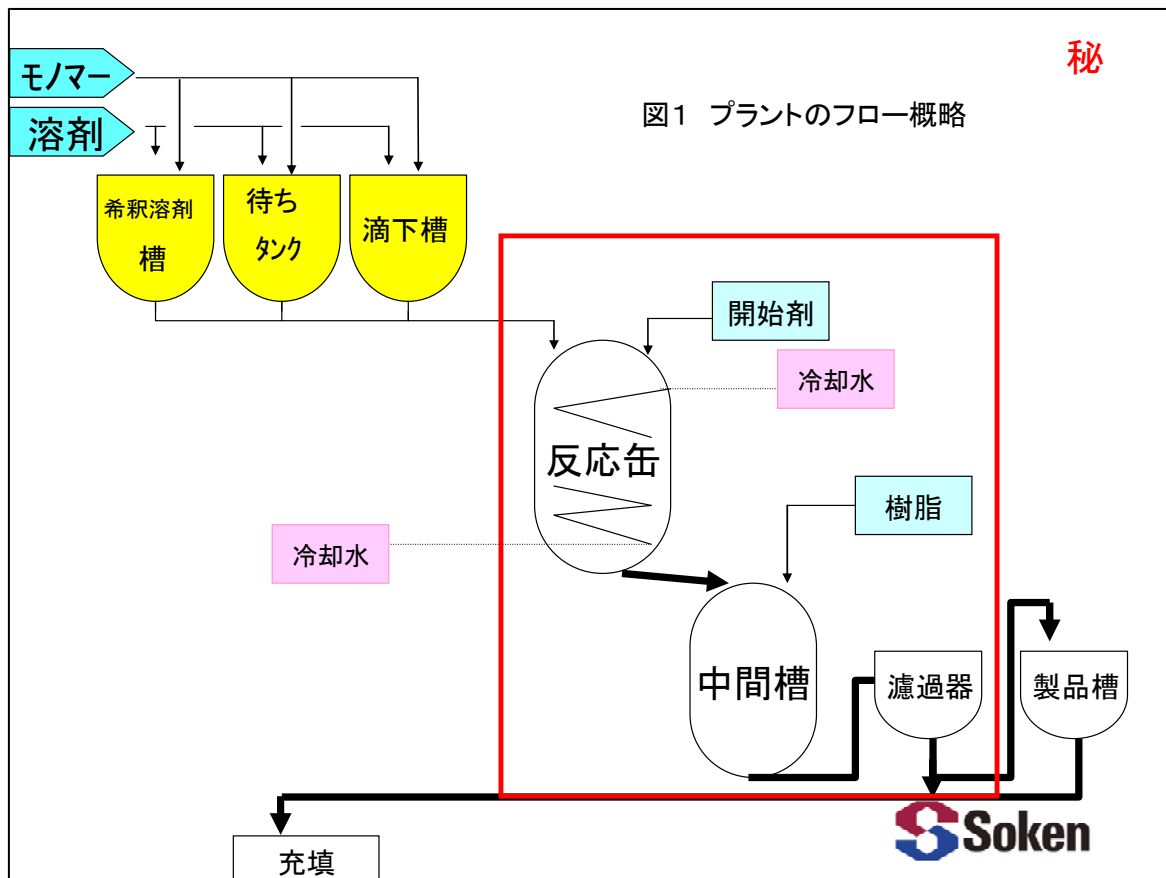 秘
モノマー
図1 プラントのフロー概略
溶剤
希釈溶剤
槽
待ち
タンク
滴下槽
開始剤
冷却水
反応缶
樹脂
冷却水
中間槽
濾過器
製品槽
Soken
充填